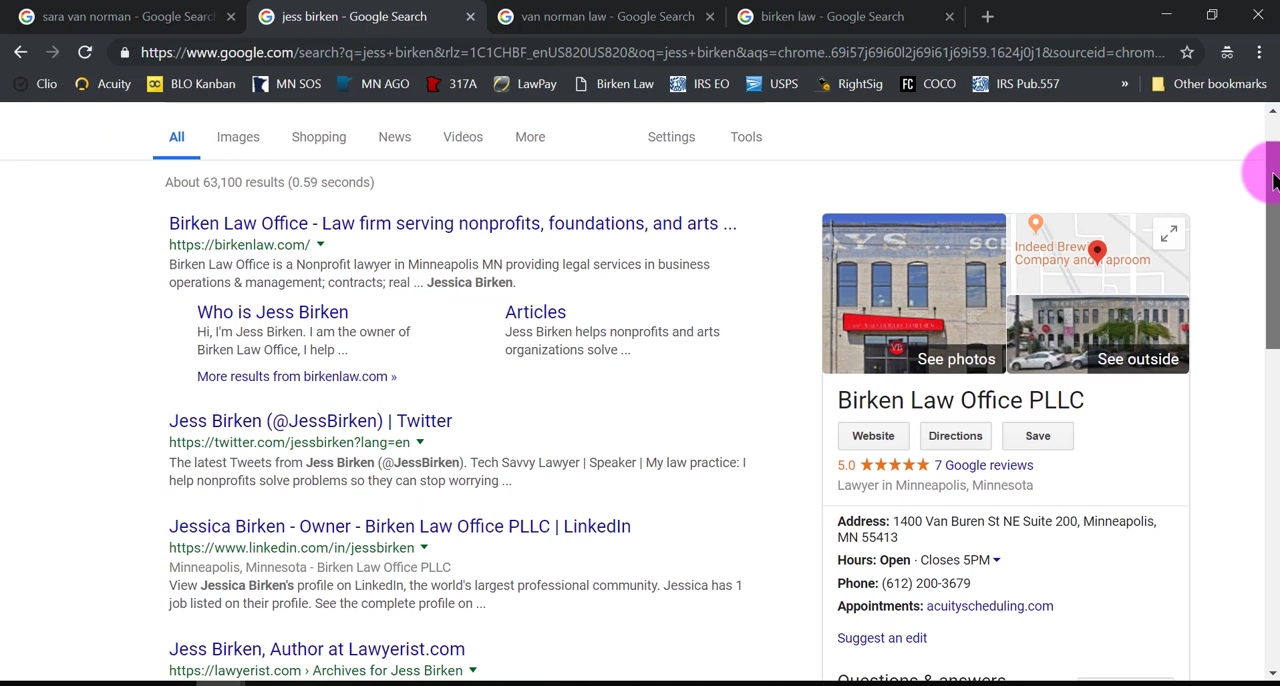 sara van norman - Google Search
jess birken - Google Search
van norman law - Google Search
birken law - Google Search
https://www.google.com/search?q=jess+birken&rlz=1C1CHBF_enUS820US820&oq=jess+birken&aqs=chrome..69i57j69i60l2j69i61j69i59.1624j0j1&sourceid=chrom...
Clio
Acuity
BLO Kanban
MN SOS
MN AGO
317A
LawPay
Birken Law
IRS EO
USPS
RightSig
COCO
IRS Pub.557
»
Other bookmarks
All
Images
Shopping
News
Videos
More
Settings
Tools
About 63,100 results (0.59 seconds)
Birken Law Office - Law firm serving nonprofits, foundations, and arts ...
https://birkenlaw.com/
Birken Law Office is a Nonprofit lawyer in Minneapolis MN providing legal services in business
operations & management; contracts; real ... Jessica Birken.
Who is Jess Birken
Hi, I'm Jess Birken. I am the owner of
Birken Law Office, I help ...
Articles
Jess Birken helps nonprofits and arts
organizations solve ...
More results from birkenlaw.com »
Jess Birken (@JessBirken) | Twitter
https://twitter.com/jessbirken?lang=en
The latest Tweets from Jess Birken (@JessBirken). Tech Savvy Lawyer | Speaker | My law practice: I
help nonprofits solve problems so they can stop worrying ...
Jessica Birken - Owner - Birken Law Office PLLC | LinkedIn
https://www.linkedin.com/in/jessbirken
Minneapolis, Minnesota - Birken Law Office PLLC
View Jessica Birken's profile on LinkedIn, the world's largest professional community. Jessica has 1
job listed on their profile. See the complete profile on ...
Jess Birken, Author at Lawyerist.com
https://lawyerist.com › Archives for Jess Birken
See photos
Indeed Brewi
Company and Taproom
See outside
Birken Law Office PLLC
Website
Directions
Save
5.0 ★★★★★ 7 Google reviews
Lawyer in Minneapolis, Minnesota
Address: 1400 Van Buren St NE Suite 200, Minneapolis,
MN 55413
Hours: Open · Closes 5PM
Phone: (612) 200-3679
Appointments: acuityscheduling.com
Suggest an edit
Questions & answers